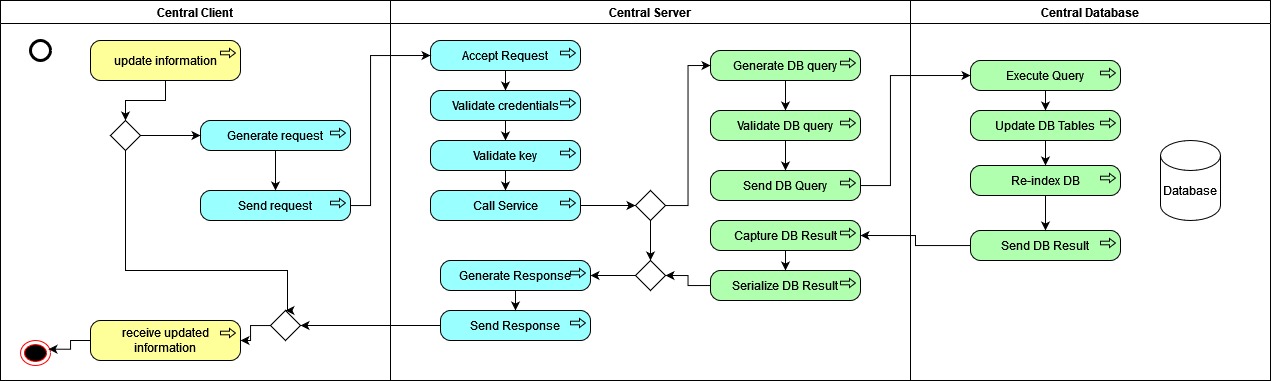 Central Client
Central Server
Central Database
update information
Generate request
Send request
receive updated
information
Accept Request
Validate credentials
Validate key
Call Service
Generate Response
Send Response
Generate DB query
Validate DB query
Send DB Query
Capture DB Result
Serialize DB Result
Execute Query
Update DB Tables
Re-index DB
Send DB Result
Database